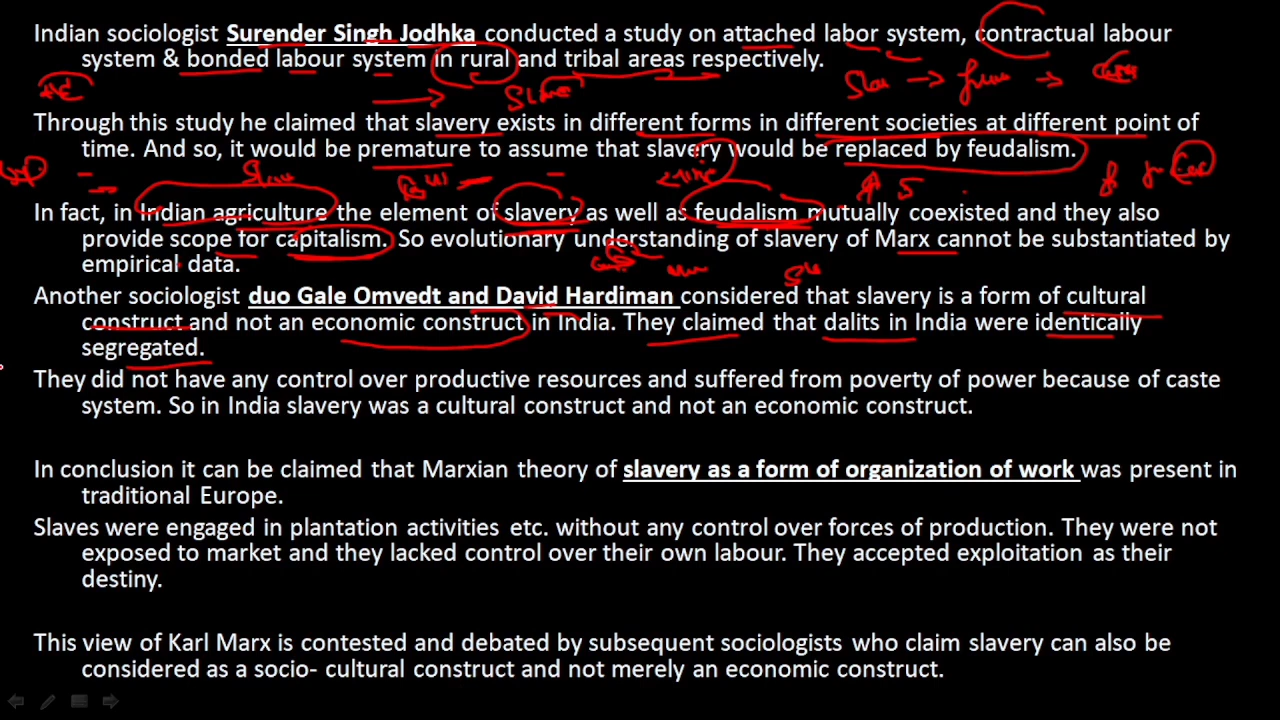 Indian sociologist Surender Singh Jodhka conducted a study on attached labor system, contractual labour
system & bonded labour system in rural and tribal areas respectively.
Through this study he claimed that slavery exists in different forms in different societies at different point of
time. And so, it would be premature to assume that slavery would be replaced by feudalism.
In fact, in Indian agriculture the element of slavery as well as feudalism mutually coexisted and they also
provide scope for capitalism. So evolutionary understanding of slavery of Marx cannot be substantiated by
empirical data.
Another sociologist duo Gale Omvedt and David Hardiman considered that slavery is a form of cultural
construct and not an economic construct in India. They claimed that dalits in India were identically
segregated.
They did not have any control over productive resources and suffered from poverty of power because of caste
system. So in India slavery was a cultural construct and not an economic construct.
In conclusion it can be claimed that Marxian theory of slavery as a form of organization of work was present in
traditional Europe.
Slaves were engaged in plantation activities etc. without any control over forces of production. They were not
exposed to market and they lacked control over their own labour. They accepted exploitation as their
destiny.
This view of Karl Marx is contested and debated by subsequent sociologists who claim slavery can also be
considered as a socio- cultural construct and not merely an economic construct.